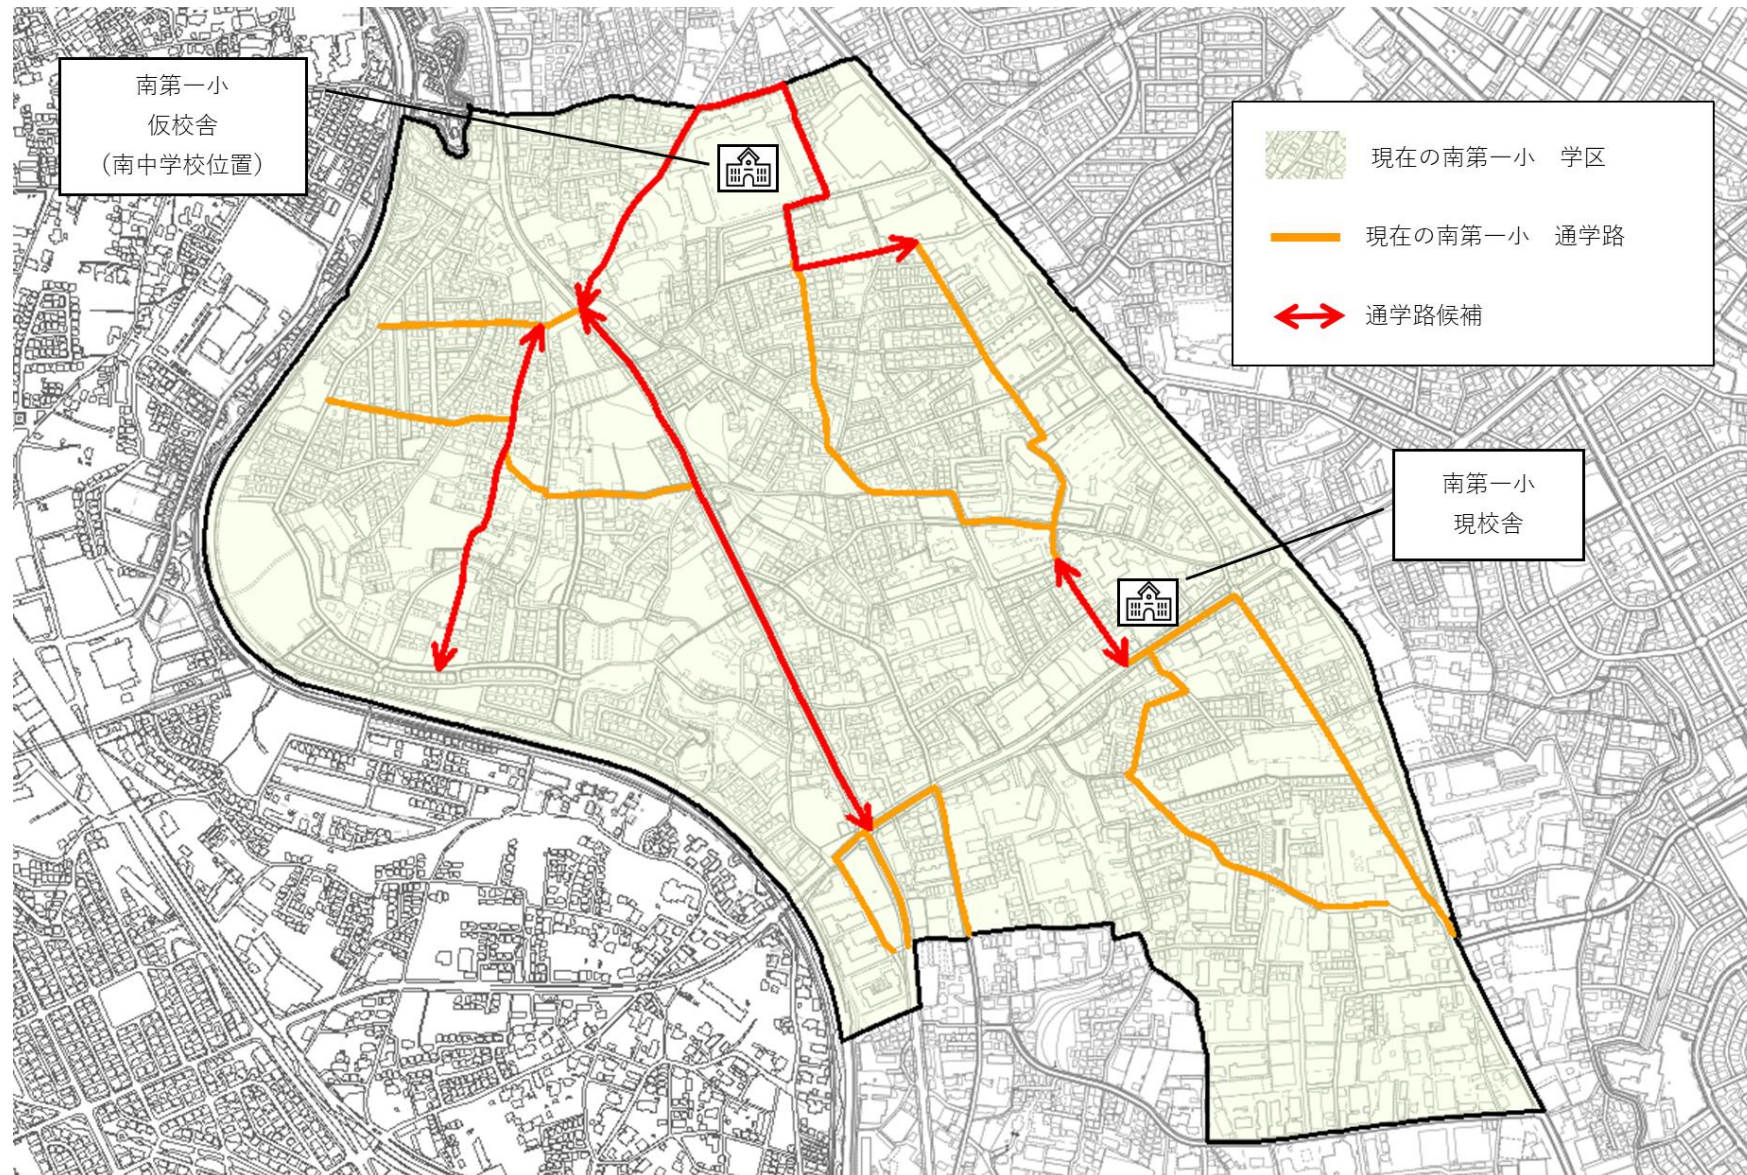 南第一小
仮校舎
（南中学校位置）
現在の南第一小　学区
現在の南第一小　通学路
通学路候補
南第一小
現校舎